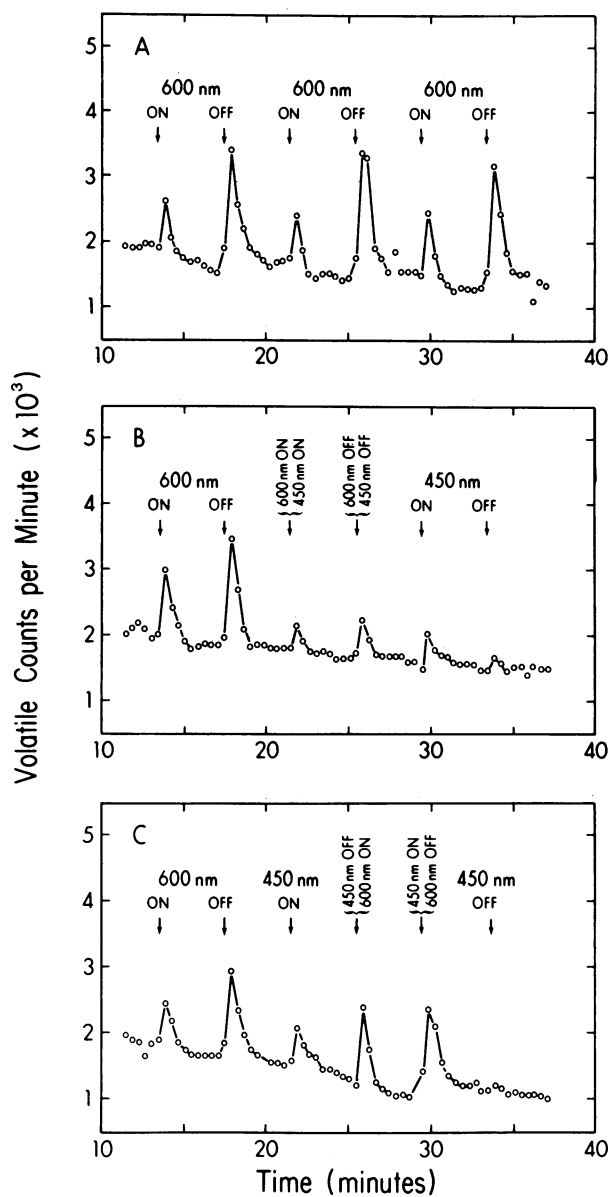 A
600 nm 600 nm 600 nm
ON OFF ON OFF ON OFF
5
4
3
2
1
10 20 30 40
B
600 nm 450 nm
ON OFF ON OFF
{600 nm ON
{450 nm ON
{600 nm OFF
{450 nm OFF
5
4
3
2
1
10 20 30 40
C
600 nm 450 nm 450 nm
ON OFF ON OFF
{450 nm OFF
{600 nm ON
{450 nm ON
{600 nm OFF
5
4
3
2
1
10 20 30 40
Volatile Counts per Minute (x 10³)
Time (minutes)